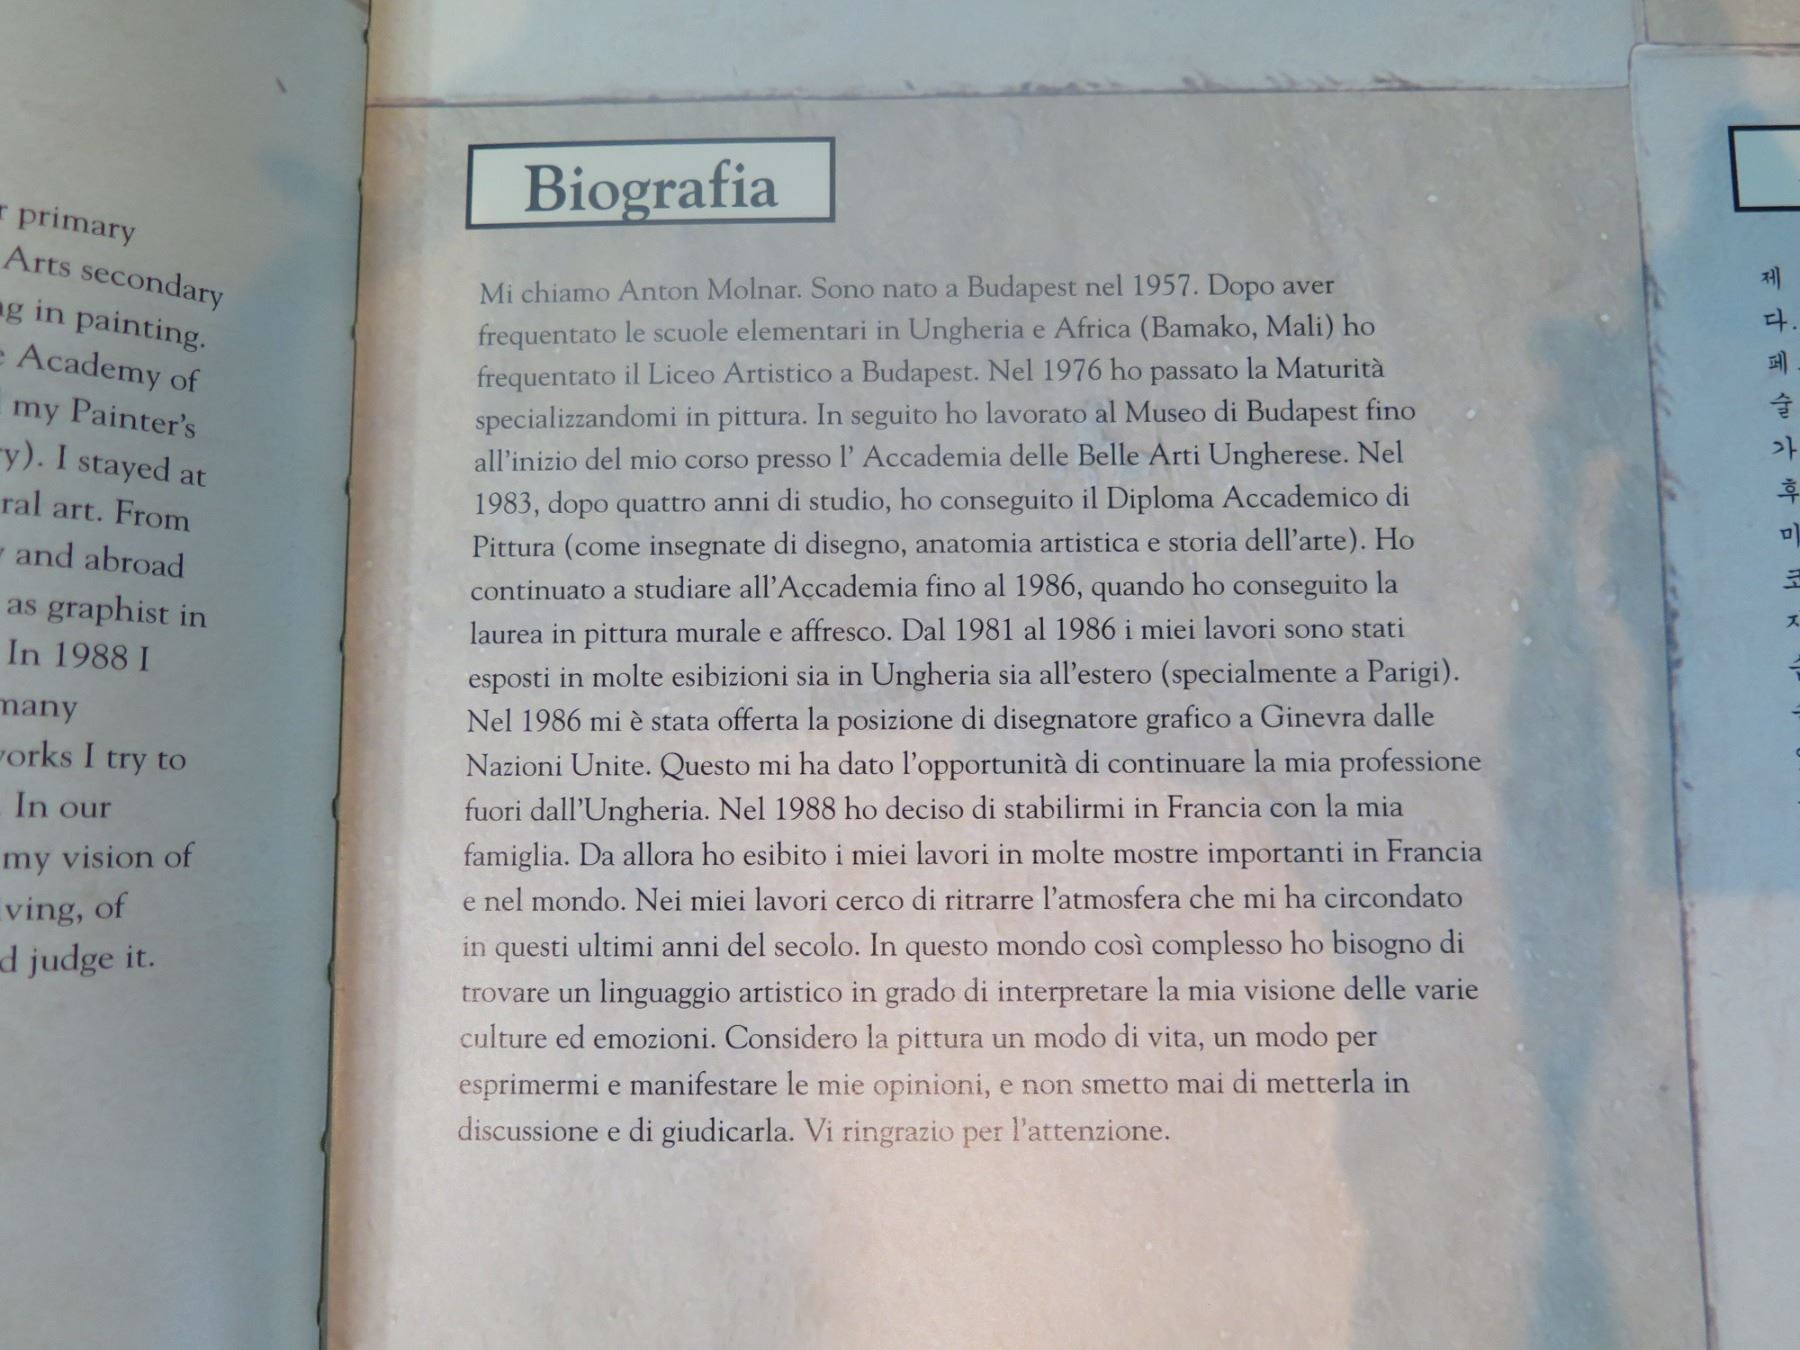 r primary
Arts secondary
g in painting.
Academy of
my Painter's
y). I stayed at
ral art. From
and abroad
as graphist in
In 1988 I
many
works I try to
In our
my vision of
ving, of
d judge it.
Biografia
Mi chiamo Anton Molnar. Sono nato a Budapest nel 1957. Dopo aver
frequentato le scuole elementari in Ungheria e Africa (Bamako, Mali) ho
frequentato il Liceo Artistico a Budapest. Nel 1976 ho passato la Maturità
specializzandomi in pittura. In seguito ho lavorato al Museo di Budapest fino
all'inizio del mio corso presso l' Accademia delle Belle Arti Ungherese. Nel
1983, dopo quattro anni di studio, ho conseguito il Diploma Accademico di
Pittura (come insegnate di disegno, anatomia artistica e storia dell'arte). Ho
continuato a studiare all'Accademia fino al 1986, quando ho conseguito la
laurea in pittura murale e affresco. Dal 1981 al 1986 i miei lavori sono stati
esposti in molte esibizioni sia in Ungheria sia all'estero (specialmente a Parigi).
Nel 1986 mi è stata offerta la posizione di disegnatore grafico a Ginevra dalle
Nazioni Unite. Questo mi ha dato l'opportunità di continuare la mia professione
fuori dall'Ungheria. Nel 1988 ho deciso di stabilirmi in Francia con la mia
famiglia. Da allora ho esibito i miei lavori in molte mostre importanti in Francia
e nel mondo. Nei miei lavori cerco di ritrarre l'atmosfera che mi ha circondato
in questi ultimi anni del secolo. In questo mondo così complesso ho bisogno di
trovare un linguaggio artistico in grado di interpretare la mia visione delle varie
culture ed emozioni. Considero la pittura un modo di vita, un modo per
esprimermi e manifestare le mie opinioni, e non smetto mai di metterla in
discussione e di giudicarla. Vi ringrazio per l'attenzione.
제
다.
페
술
가
후
미
코